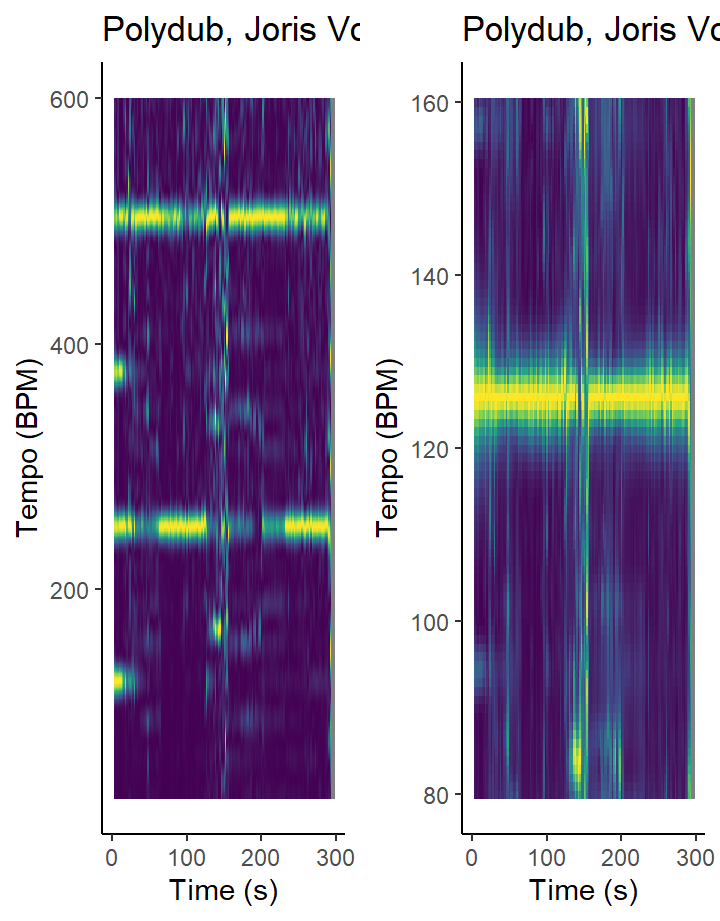 Polydub, Joris Vo
600
400
200
Tempo (BPM)
0 100 200 300
Time (s)
Polydub, Joris Vo
160
140
120
100
80
Tempo (BPM)
0 100 200 300
Time (s)